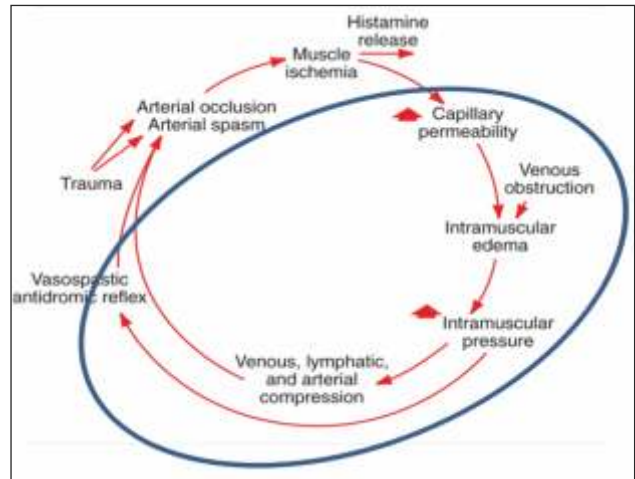 Histamine
release
Muscle
ischemia
Arterial occlusion
Arterial spasm
Capillary
permeability
Trauma
Venous
obstruction
Intramuscular
edema
Vasospastic
antidromic reflex
Intramuscular
pressure
Venous, lymphatic,
and arterial
compression